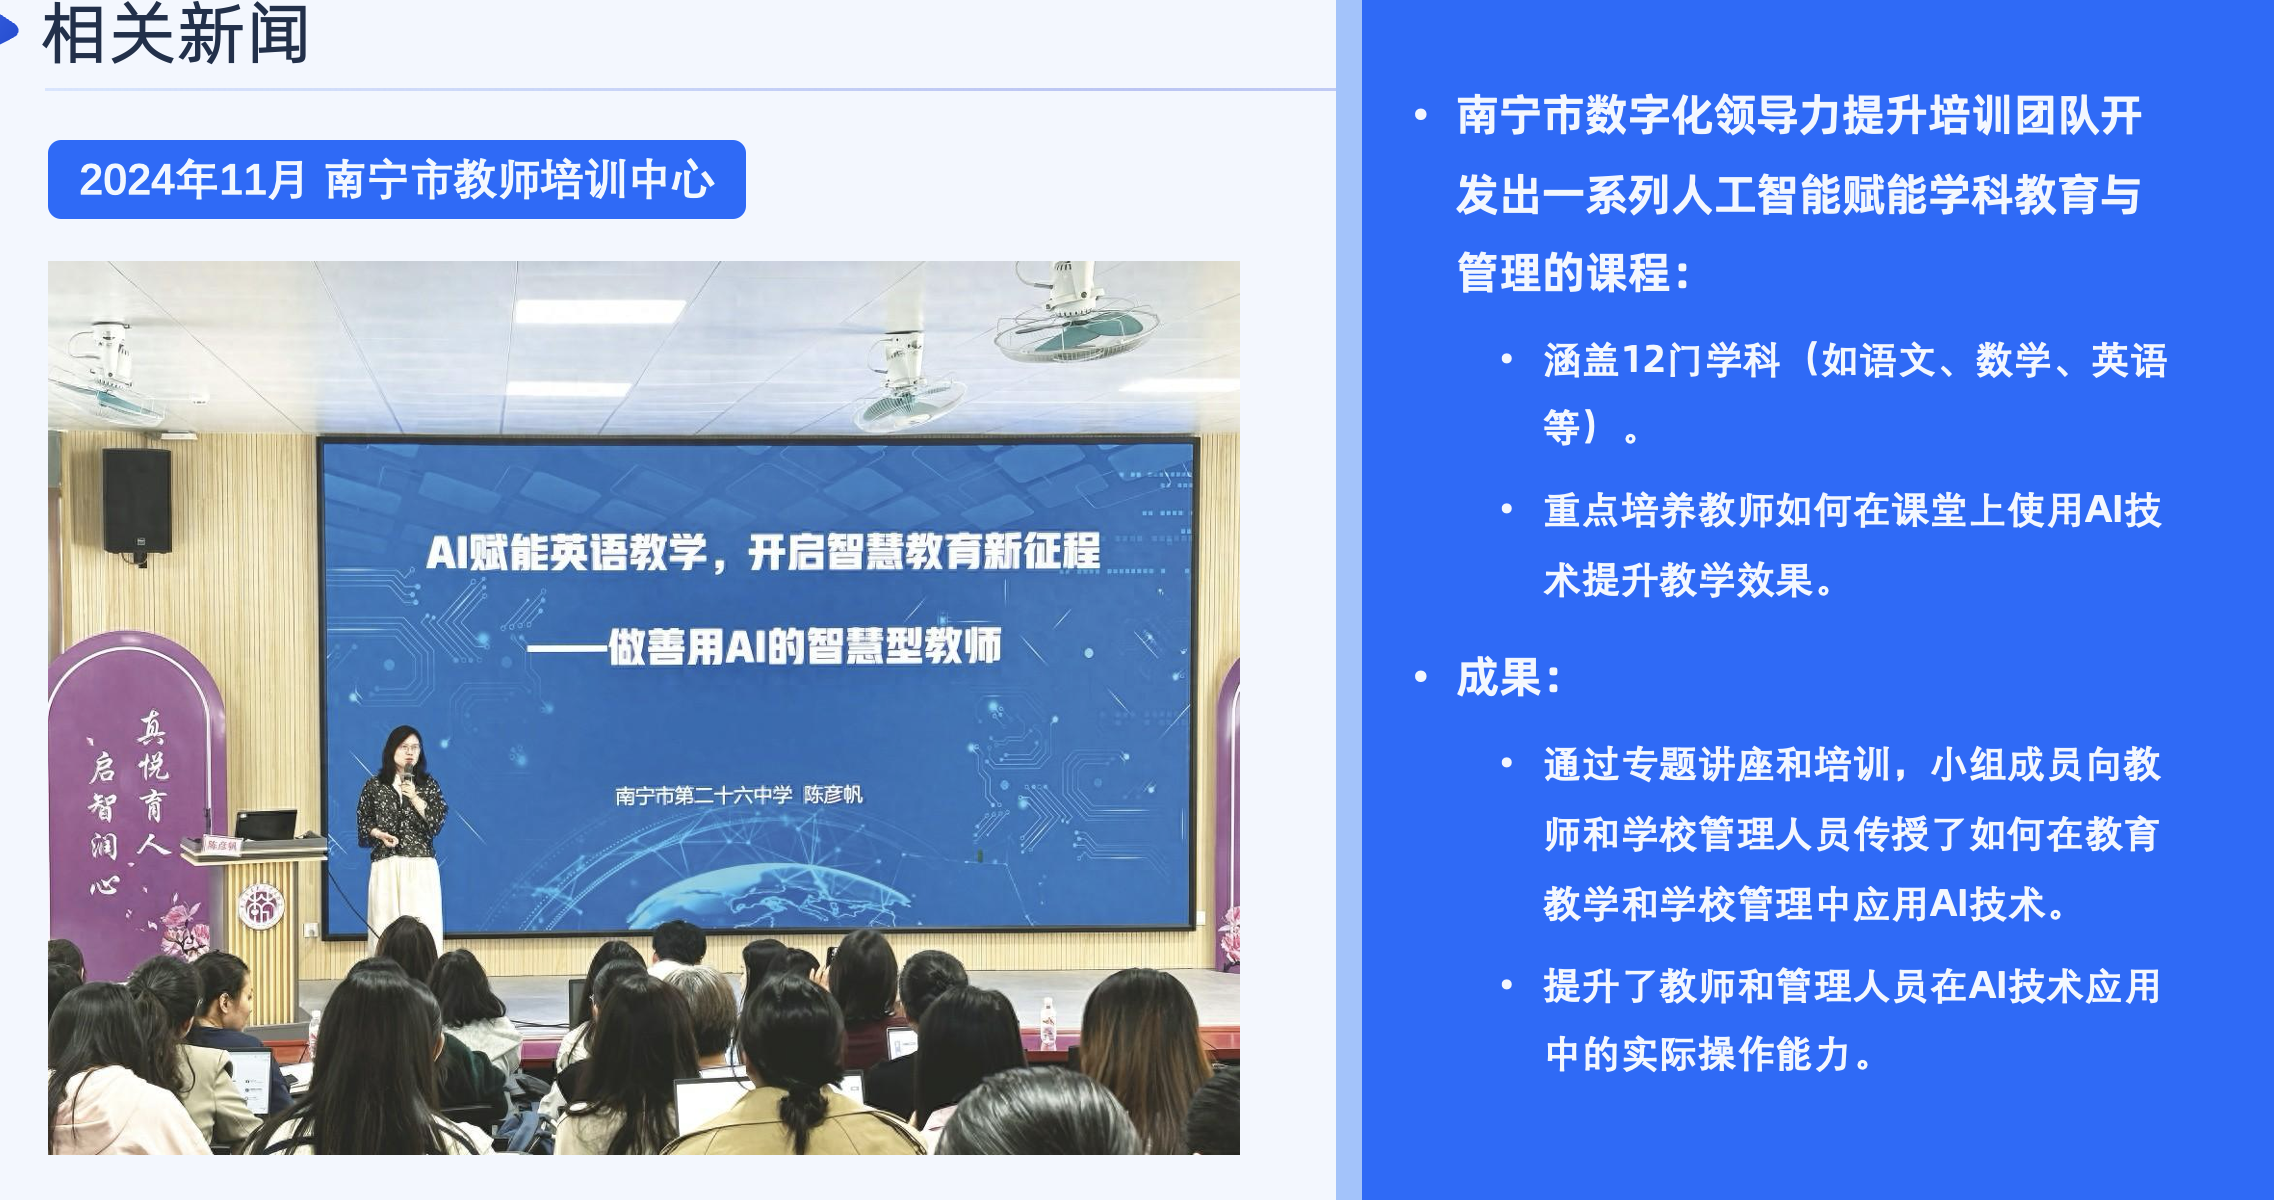 相关新闻
2024年11月 南宁市教师培训中心
AI赋能英语教学，开启智慧教育新征程
——做善用AI的智慧型教师
南宁市第二十六中学 陈彦帆
真悦育人
启智润心
陈彦帆
• 南宁市数字化领导力提升培训团队开
发出一系列人工智能赋能学科教育与
管理的课程：
• 涵盖12门学科（如语文、数学、英语
等）。
• 重点培养教师如何在课堂上使用AI技
术提升教学效果。
• 成果：
• 通过专题讲座和培训，小组成员向教
师和学校管理人员传授了如何在教育
教学和学校管理中应用AI技术。
• 提升了教师和管理人员在AI技术应用
中的实际操作能力。